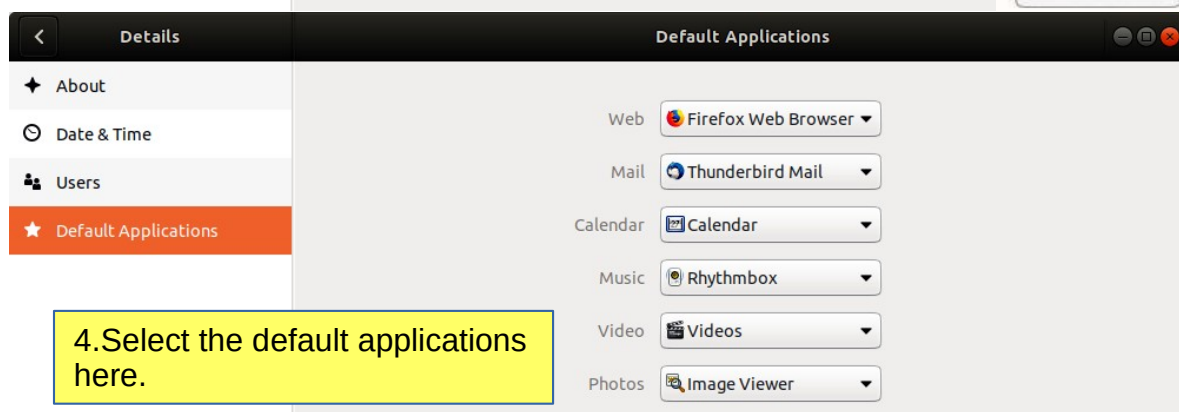 Details
Default Applications
About
Date & Time
Users
Default Applications
Web Firefox Web Browser
Mail Thunderbird Mail
Calendar Calendar
Music Rhythmbox
Video Videos
Photos Image Viewer
4.Select the default applications
here.